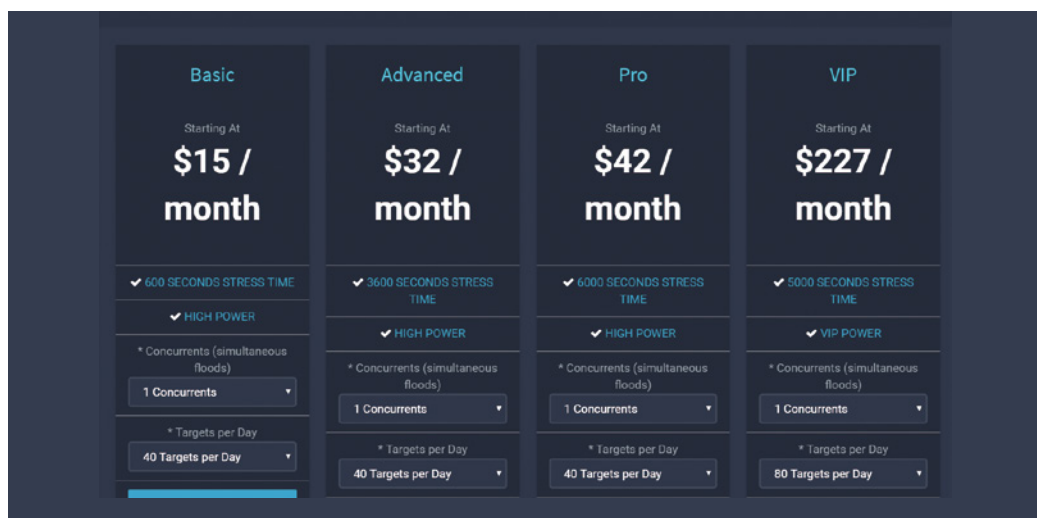 Basic
Starting At
$15 /
month
✔ 600 SECONDS STRESS TIME
✔ HIGH POWER
* Concurrents (simultaneous
floods)
1 Concurrents
* Targets per Day
40 Targets per Day
Advanced
Starting At
$32 /
month
✔ 3600 SECONDS STRESS
TIME
✔ HIGH POWER
* Concurrents (simultaneous
floods)
1 Concurrents
* Targets per Day
40 Targets per Day
Pro
Starting At
$42 /
month
✔ 6000 SECONDS STRESS
TIME
✔ HIGH POWER
* Concurrents (simultaneous
floods)
1 Concurrents
* Targets per Day
40 Targets per Day
VIP
Starting At
$227 /
month
✔ 5000 SECONDS STRESS
TIME
✔ VIP POWER
* Concurrents (simultaneous
floods)
1 Concurrents
* Targets per Day
80 Targets per Day